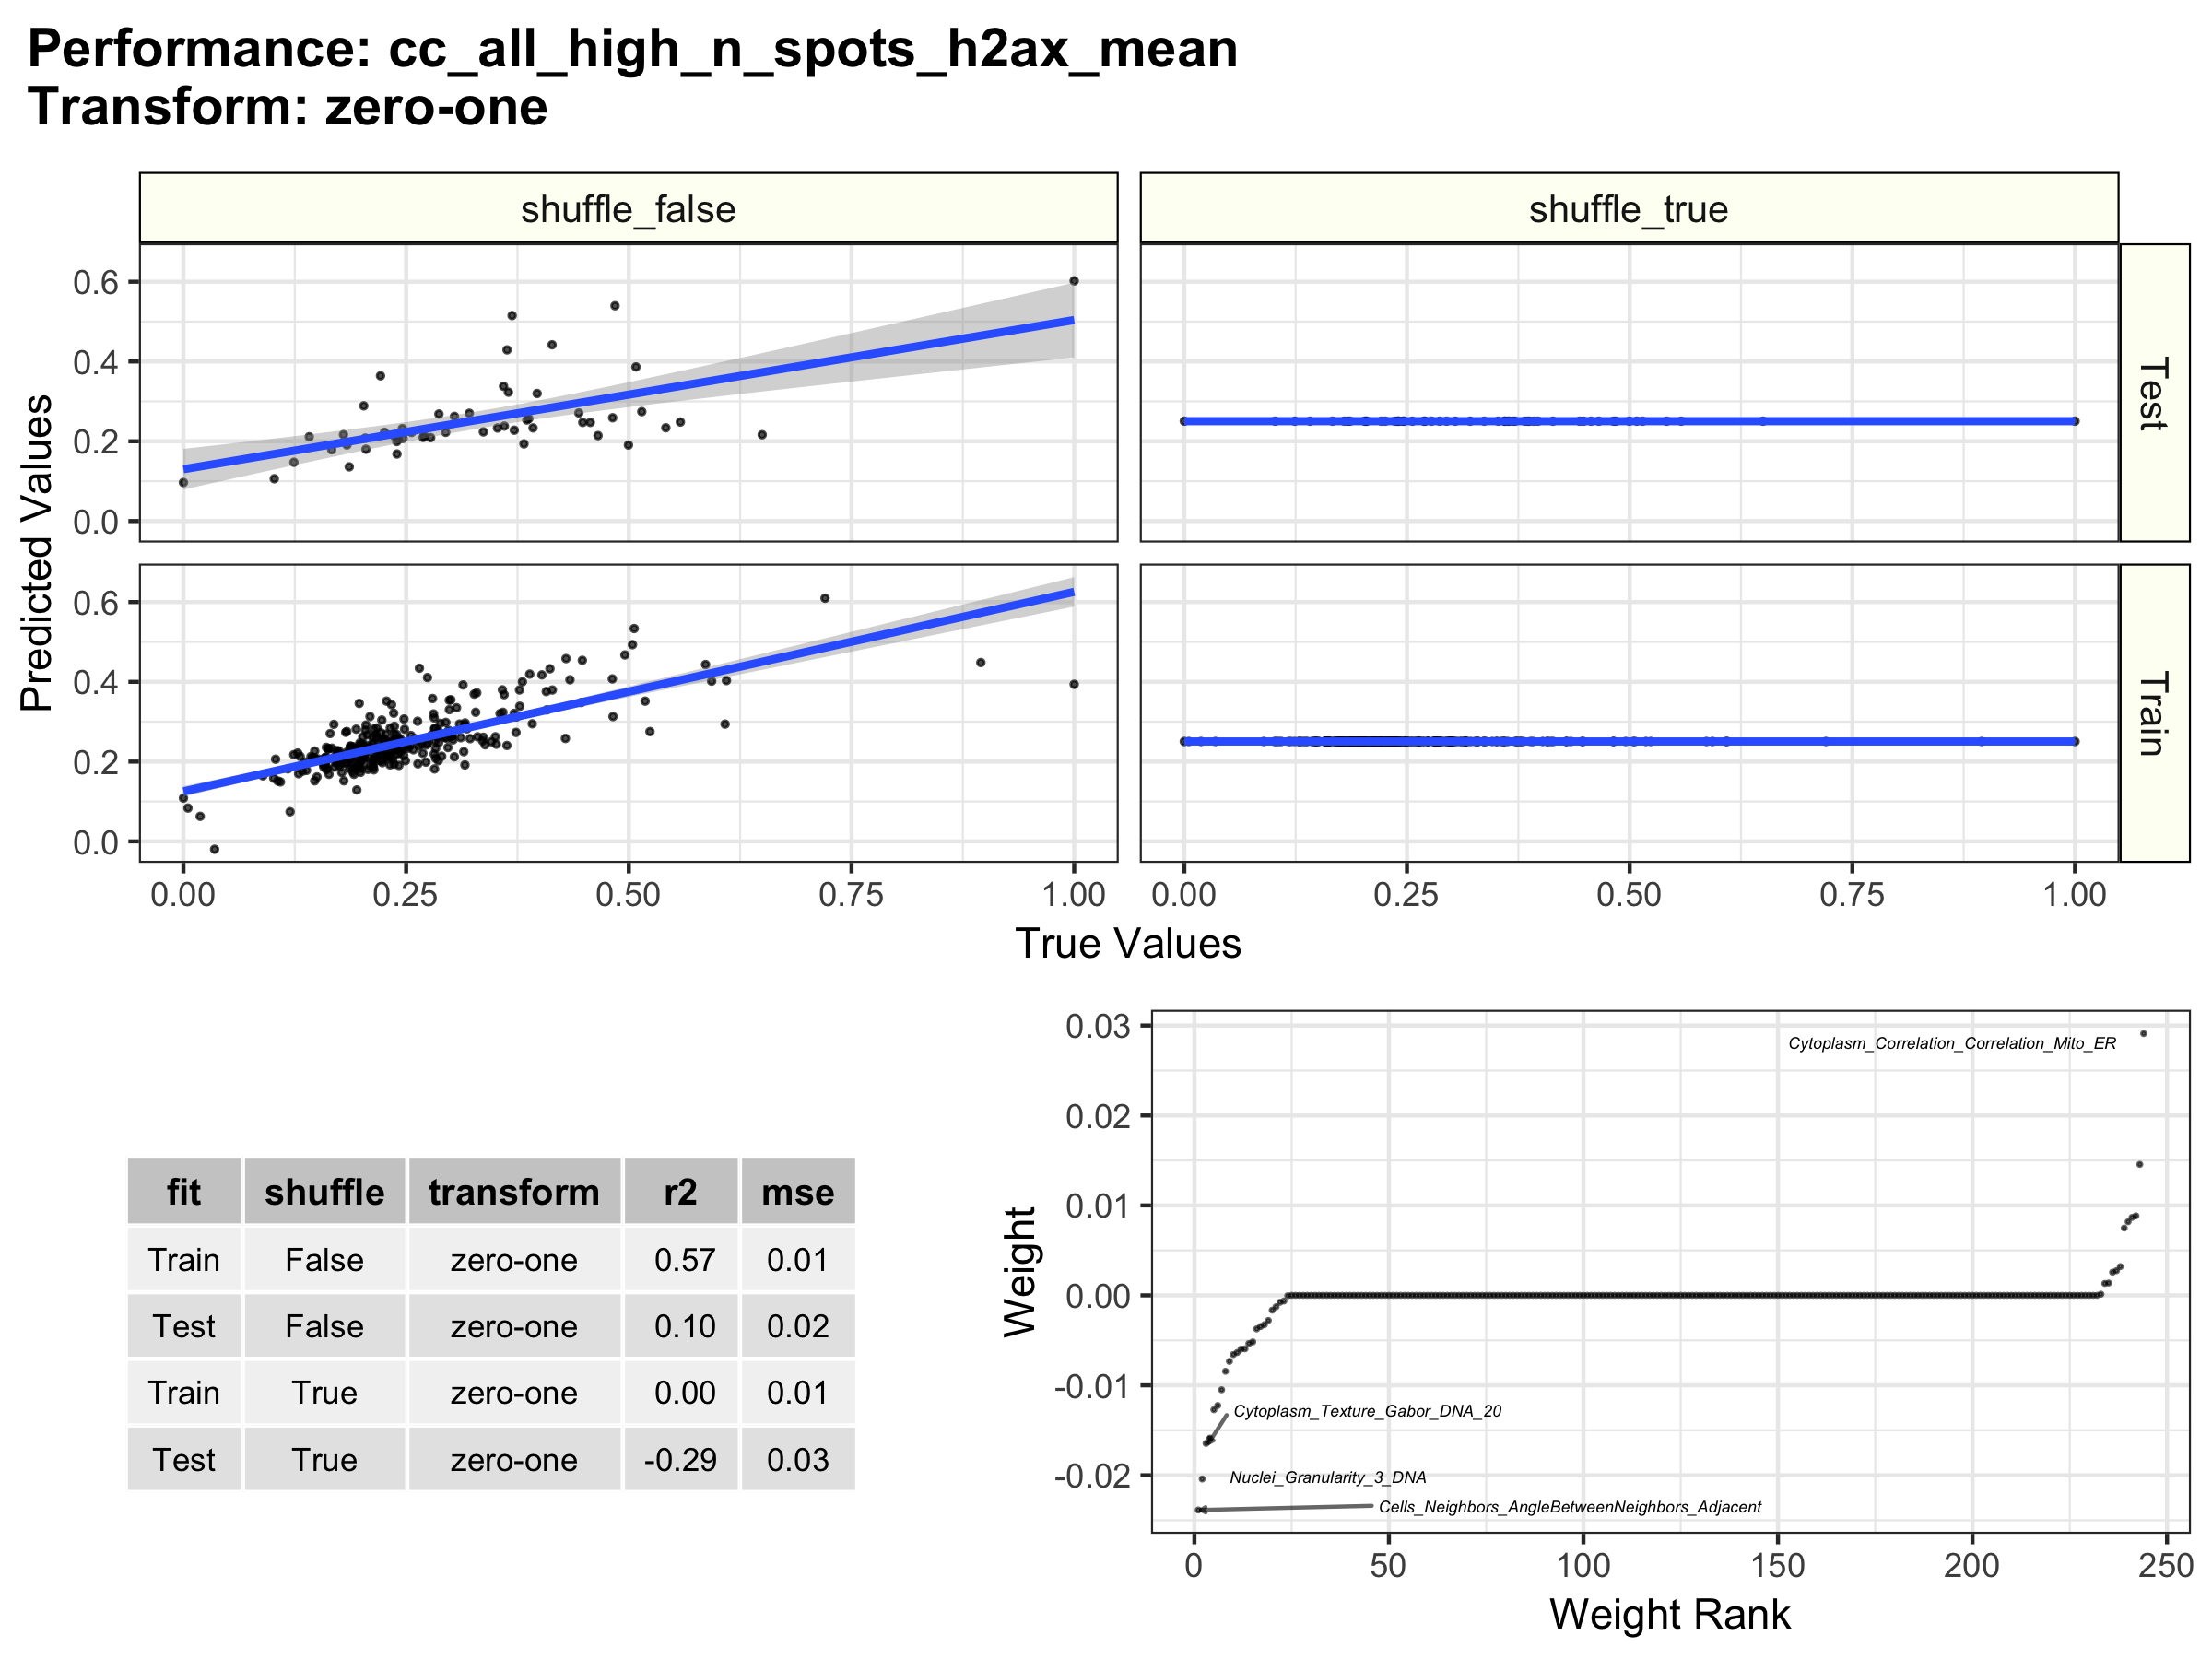 Performance: cc_all_high_n_spots_h2ax_mean
Transform: zero-one
shuffle_false
shuffle_true
0.6
0.4
0.2
0.0
Test
0.6
0.4
0.2
0.0
Train
Predicted Values
0.00 0.25 0.50 0.75 1.00
0.00 0.25 0.50 0.75 1.00
True Values
fit shuffle transform r2 mse
Train False zero-one 0.57 0.01
Test False zero-one 0.10 0.02
Train True zero-one 0.00 0.01
Test True zero-one -0.29 0.03
Weight
0.03
0.02
0.01
0.00
-0.01
-0.02
Cytoplasm_Correlation_Correlation_Mito_ER
Cytoplasm_Texture_Gabor_DNA_20
Nuclei_Granularity_3_DNA
Cells_Neighbors_AngleBetweenNeighbors_Adjacent
0 50 100 150 200 250
Weight Rank